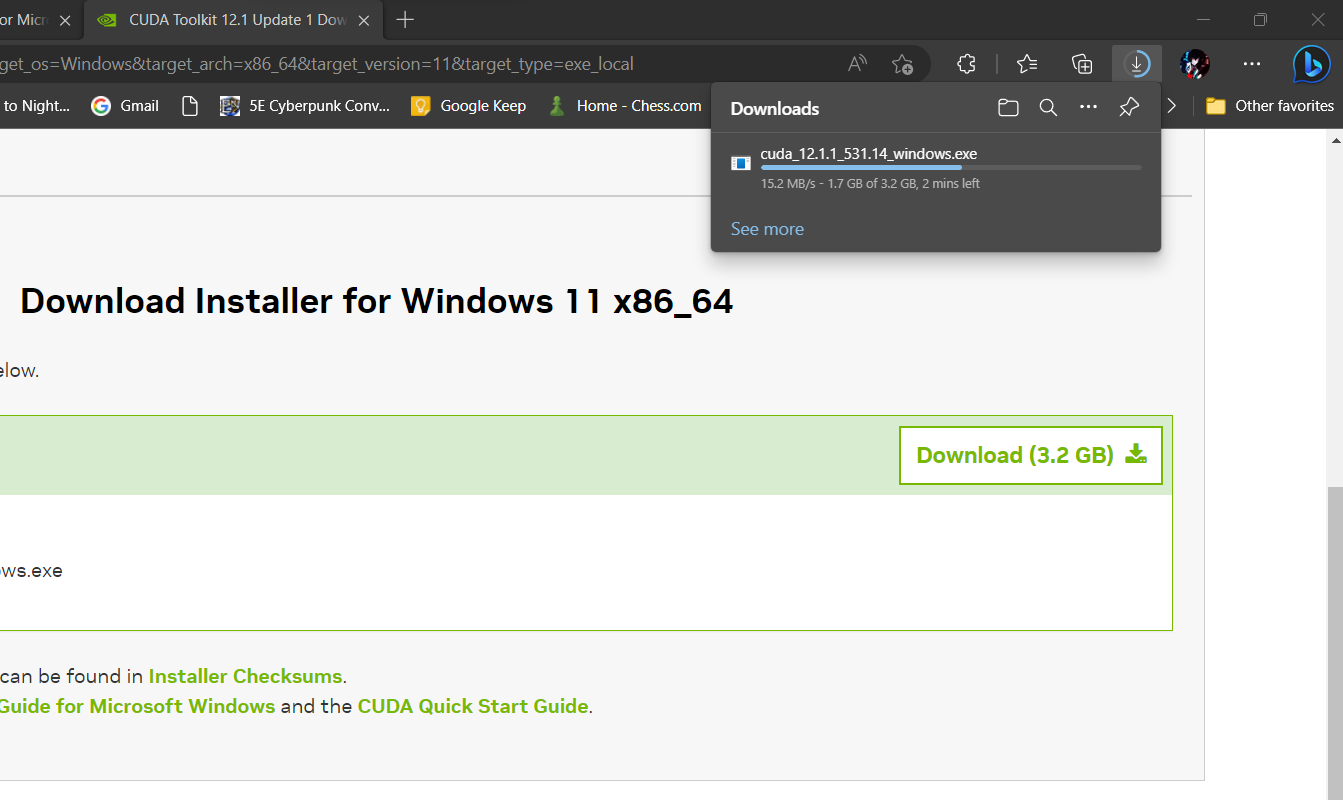 or Micr
CUDA Toolkit 12.1 Update 1 Dow
get_os=Windows&target_arch=x86_64&target_version=11&target_type=exe_local
to Night...
Gmail
5E Cyberpunk Conv...
Google Keep
Home - Chess.com
Other favorites
Downloads
cuda_12.1.1_531.14_windows.exe
15.2 MB/s - 1.7 GB of 3.2 GB, 2 mins left
See more
Download Installer for Windows 11 x86_64
elow.
Download (3.2 GB)
ows.exe
can be found in Installer Checksums.
Guide for Microsoft Windows and the CUDA Quick Start Guide.